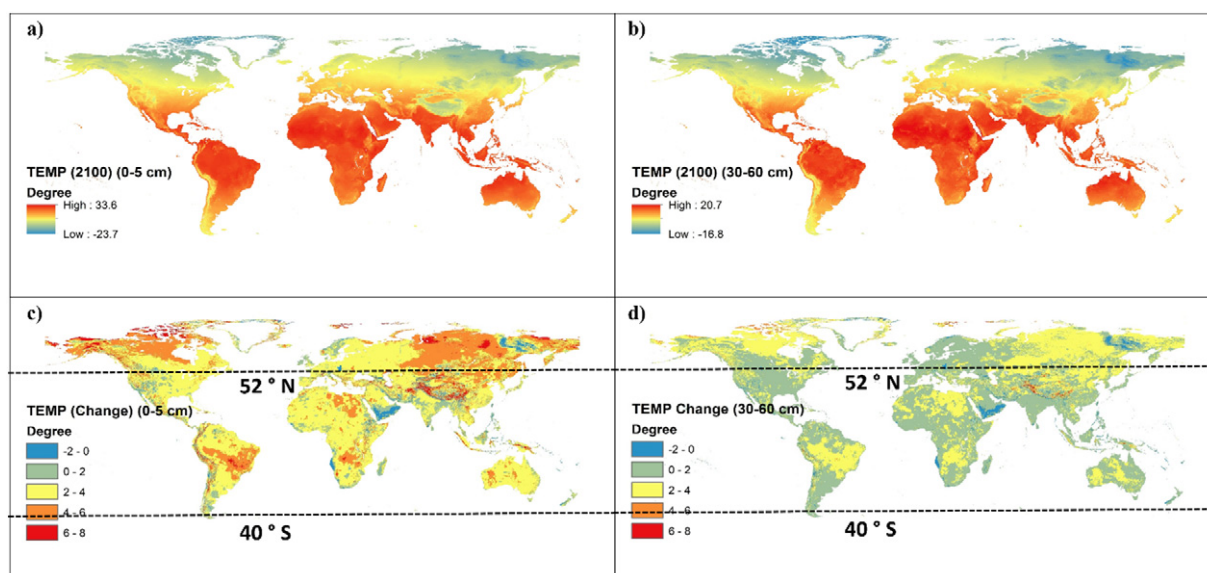 a)
TEMP (2100) (0-5 cm)
Degree
High : 33.6
Low : -23.7
b)
TEMP (2100) (30-60 cm)
Degree
High : 20.7
Low : -16.8
c)
52 ° N
TEMP (Change) (0-5 cm)
Degree
-2 - 0
0 - 2
2 - 4
4 - 6
6 - 8
40 ° S
d)
52 ° N
TEMP Change (30-60 cm)
Degree
-2 - 0
0 - 2
2 - 4
4 - 6
6 - 8
40 ° S